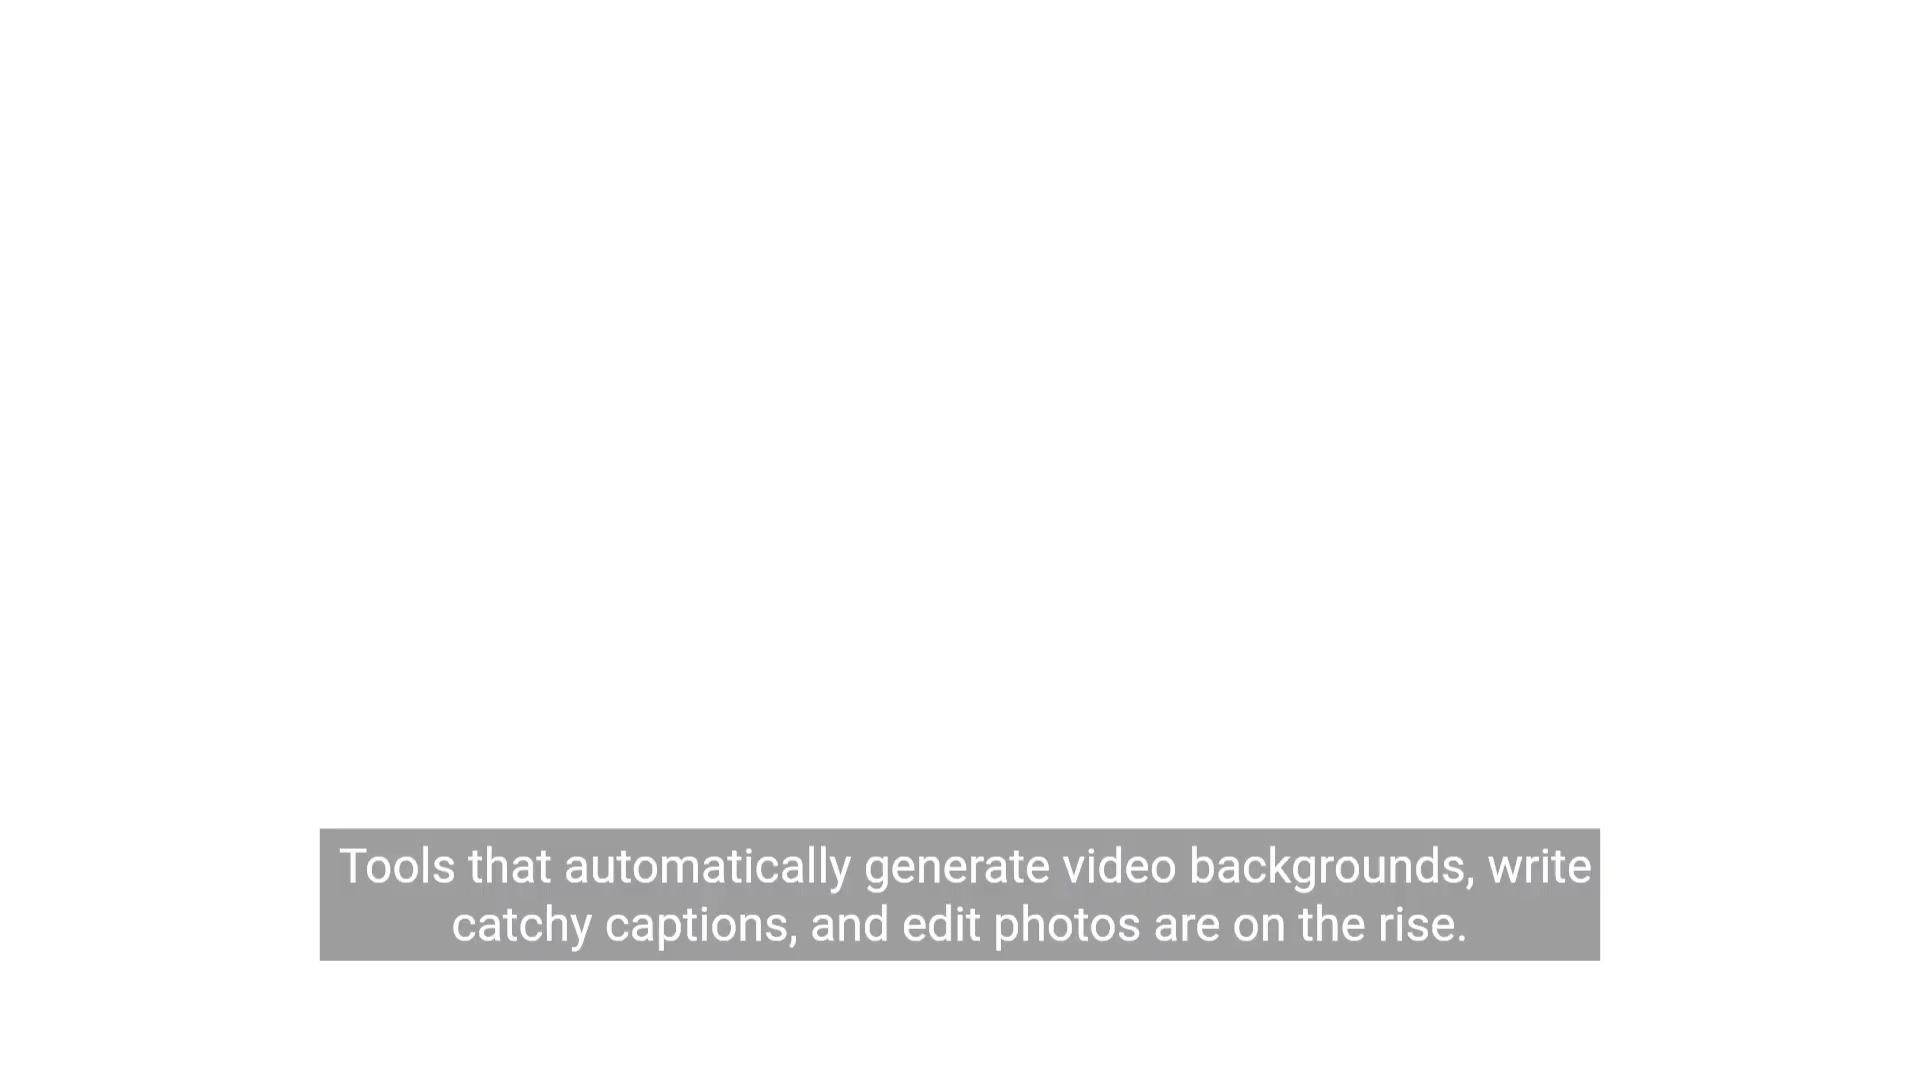 Tools that automatically generate video backgrounds, write
catchy captions, and edit photos are on the rise.